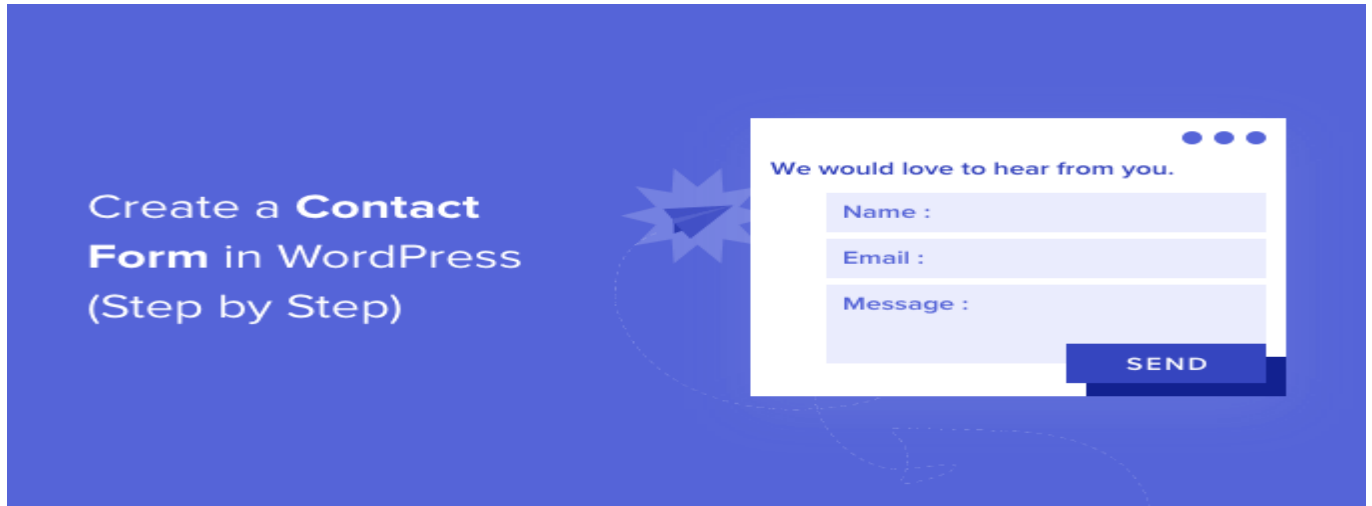 Create a Contact
Form in WordPress
(Step by Step)
We would love to hear from you.
Name :
Email :
Message :
SEND